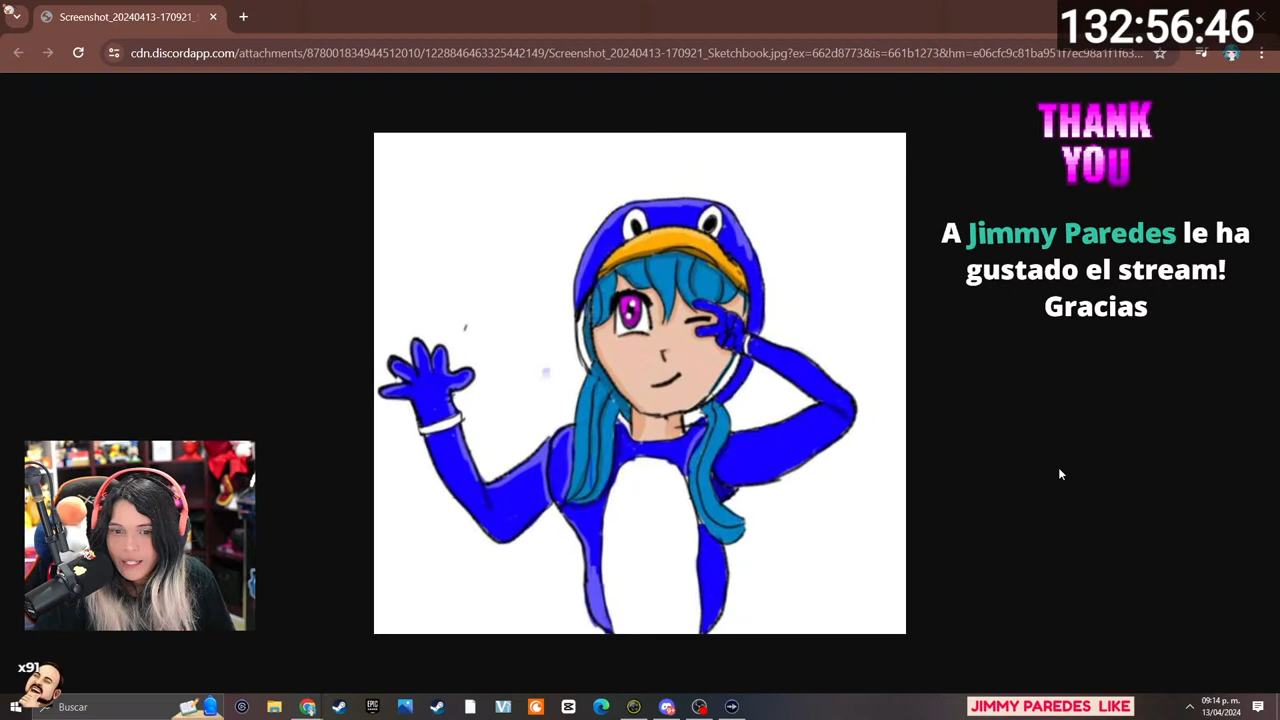 Screenshot_20240413-170921_S
132:56:46
cdn.discordapp.com/attachments/878001834944512010/1228846463325442149/Screenshot_20240413-170921_Sketchbook.jpg?ex=662d8773&is=661b1273&hm=e06cfc9c81ba951f7ec98a1f1f63...
THANK
YOU
A Jimmy Paredes le ha
gustado el stream!
Gracias
x91
Buscar
JIMMY PAREDES LIKE
09:14 p. m.
13/04/2024